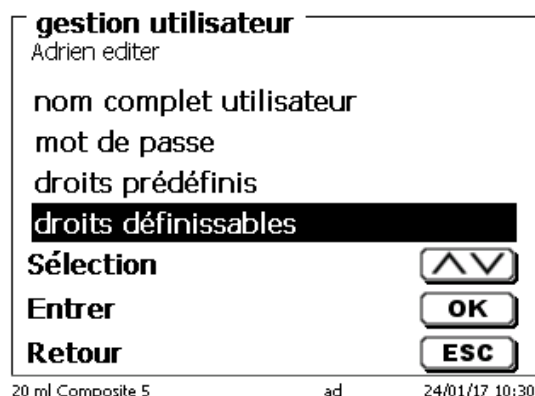 gestion utilisateur
Adrien editer
nom complet utilisateur
mot de passe
droits prédéfinis
droits définissables
Sélection
Entrer OK
Retour ESC
20 ml Composite 5 ad 24/01/17 10:30